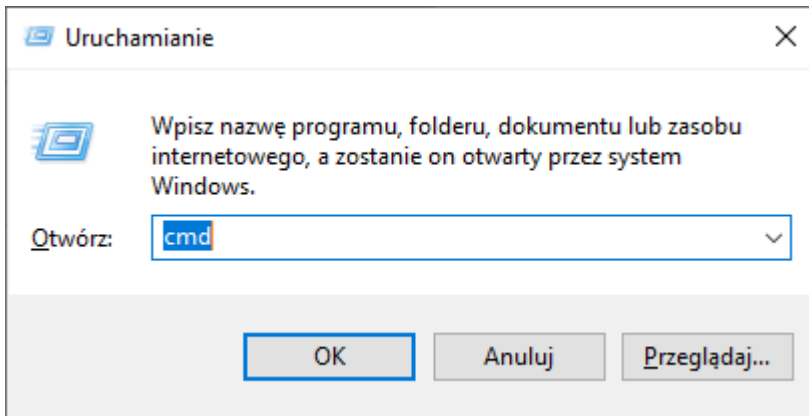 Uruchamianie
Wpisz nazwę programu, folderu, dokumentu lub zasobu
internetowego, a zostanie on otwarty przez system
Windows.
Otwórz: cmd
OK Anuluj Przeglądaj...